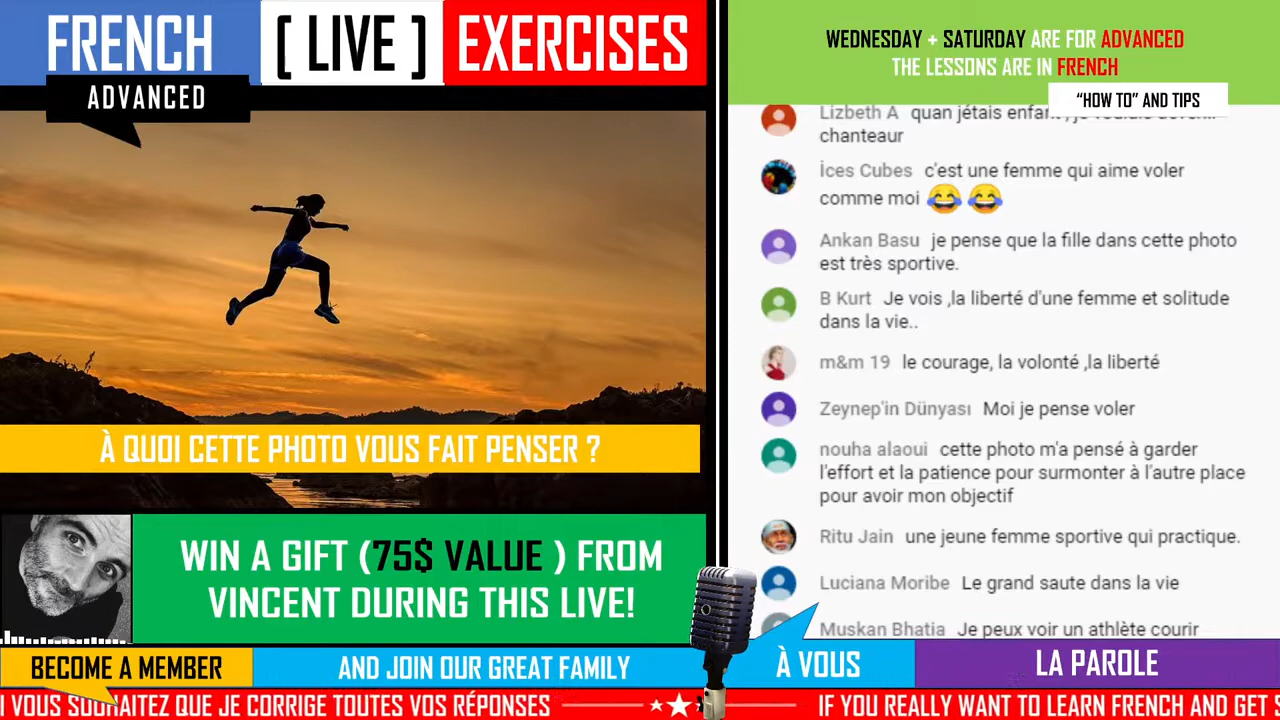 FRENCH
[ LIVE ]
EXERCISES
ADVANCED
À QUOI CETTE PHOTO VOUS FAIT PENSER ?
WIN A GIFT (75$ VALUE ) FROM
VINCENT DURING THIS LIVE!
BECOME A MEMBER
AND JOIN OUR GREAT FAMILY
WEDNESDAY + SATURDAY ARE FOR ADVANCED
THE LESSONS ARE IN FRENCH
"HOW TO" AND TIPS
Lizbeth A quan jétais enfant
chanteaur
İces Cubes c'est une femme qui aime voler
comme moi
Ankan Basu je pense que la fille dans cette photo
est très sportive.
B Kurt Je vois ,la liberté d'une femme et solitude
dans la vie..
m&m 19 le courage, la volonté ,la liberté
Zeynep'in Dünyası Moi je pense voler
nouha alaoui cette photo m'a pensé à garder
l'effort et la patience pour surmonter à l'autre place
pour avoir mon objectif
Ritu Jain une jeune femme sportive qui practique.
Luciana Moribe Le grand saute dans la vie
Muskan Bhatia Je peux voir un athlète courir
À VOUS
LA PAROLE
I VOUS SOUHAITEZ QUE JE CORRIGE TOUTES VOS RÉPONSES
IF YOU REALLY WANT TO LEARN FRENCH AND GET S